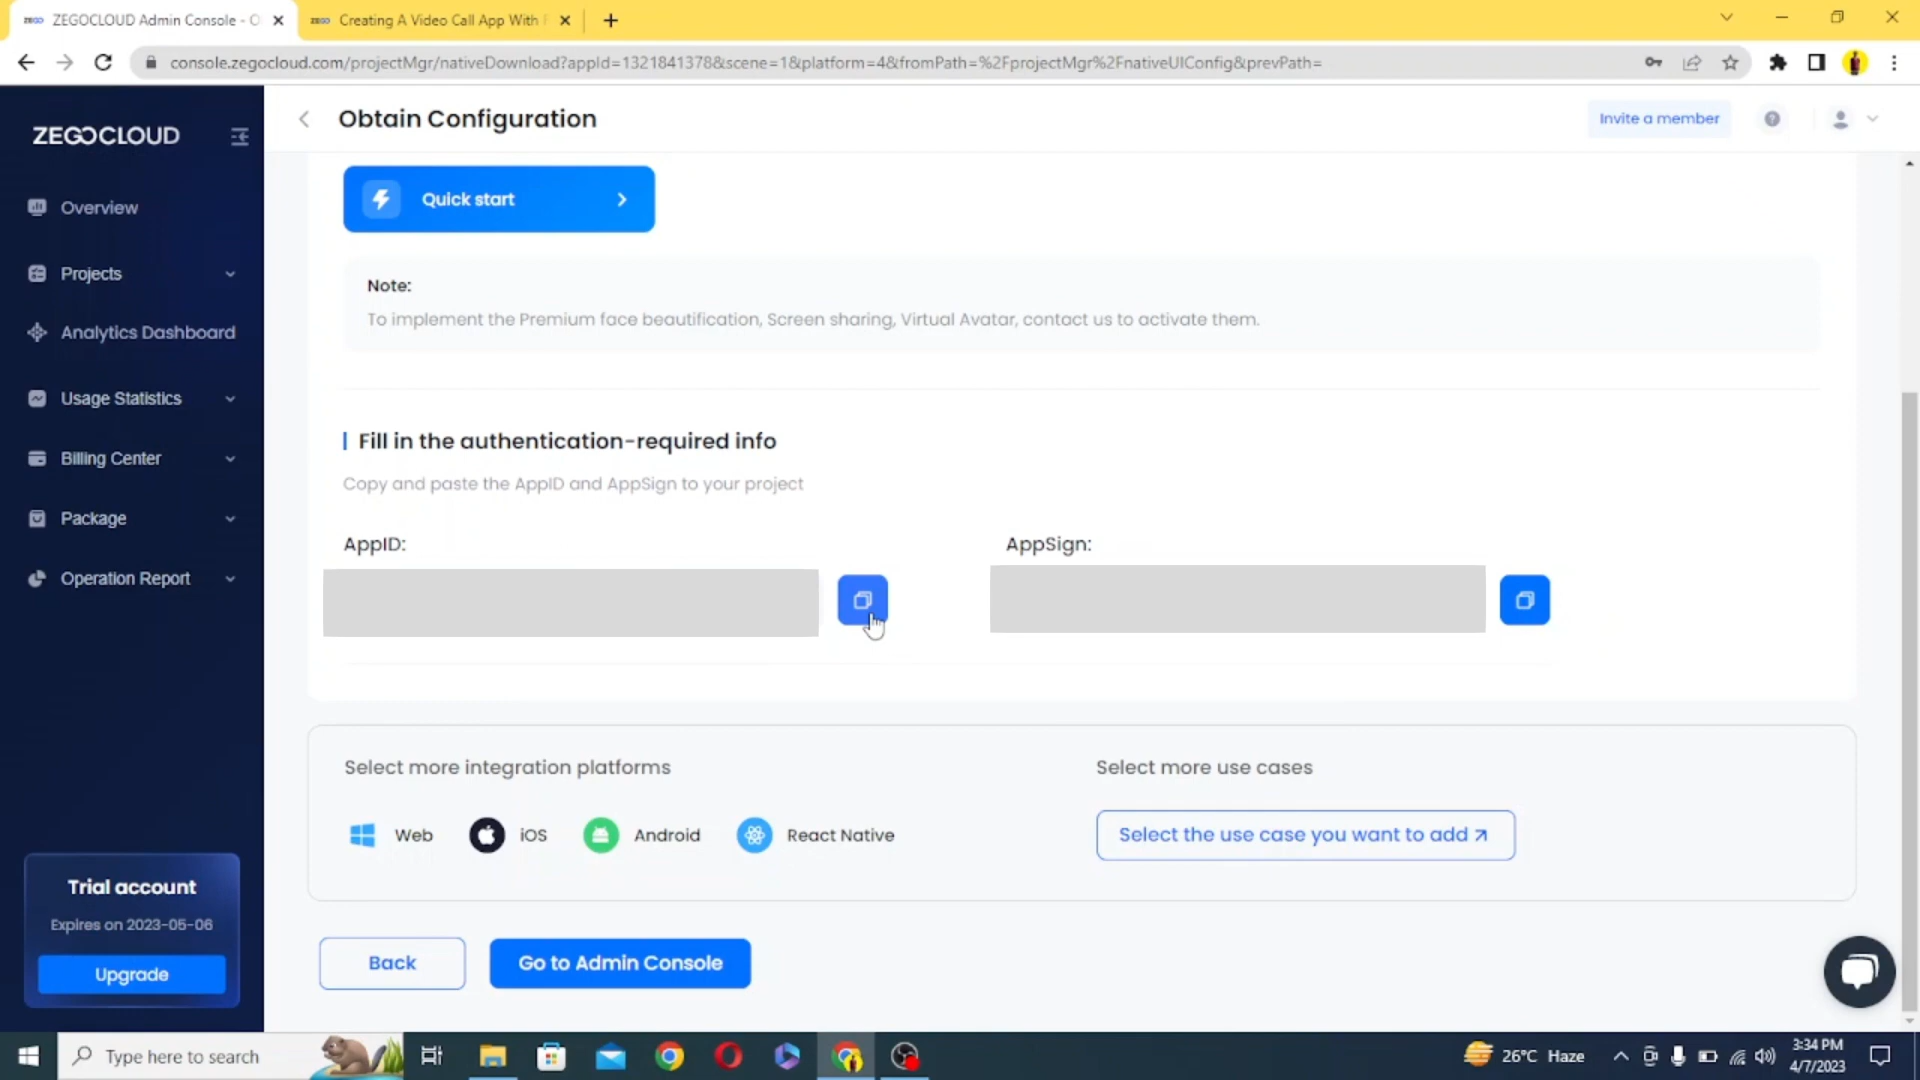 ZEGOCLOUD Admin Console - O
Creating A Video Call App With
console.zegocloud.com/projectMgr/nativeDownload?appId=1321841378&scene=1&platform=4&fromPath=%2FprojectMgr%2FnativeUIConfig&prevPath=
ZEGOCLOUD
Overview
Projects
Analytics Dashboard
Usage Statistics
Billing Center
Package
Operation Report
Trial account
Expires on 2023-05-06
Upgrade
Obtain Configuration
Invite a member
Quick start
Note:
To implement the Premium face beautification, Screen sharing, Virtual Avatar, contact us to activate them.
Fill in the authentication-required info
Copy and paste the AppID and AppSign to your project
AppID:
AppSign:
Select more integration platforms
Web
iOS
Android
React Native
Select more use cases
Select the use case you want to add
Back
Go to Admin Console
Type here to search
26°C Haze
3:34 PM
4/7/2023